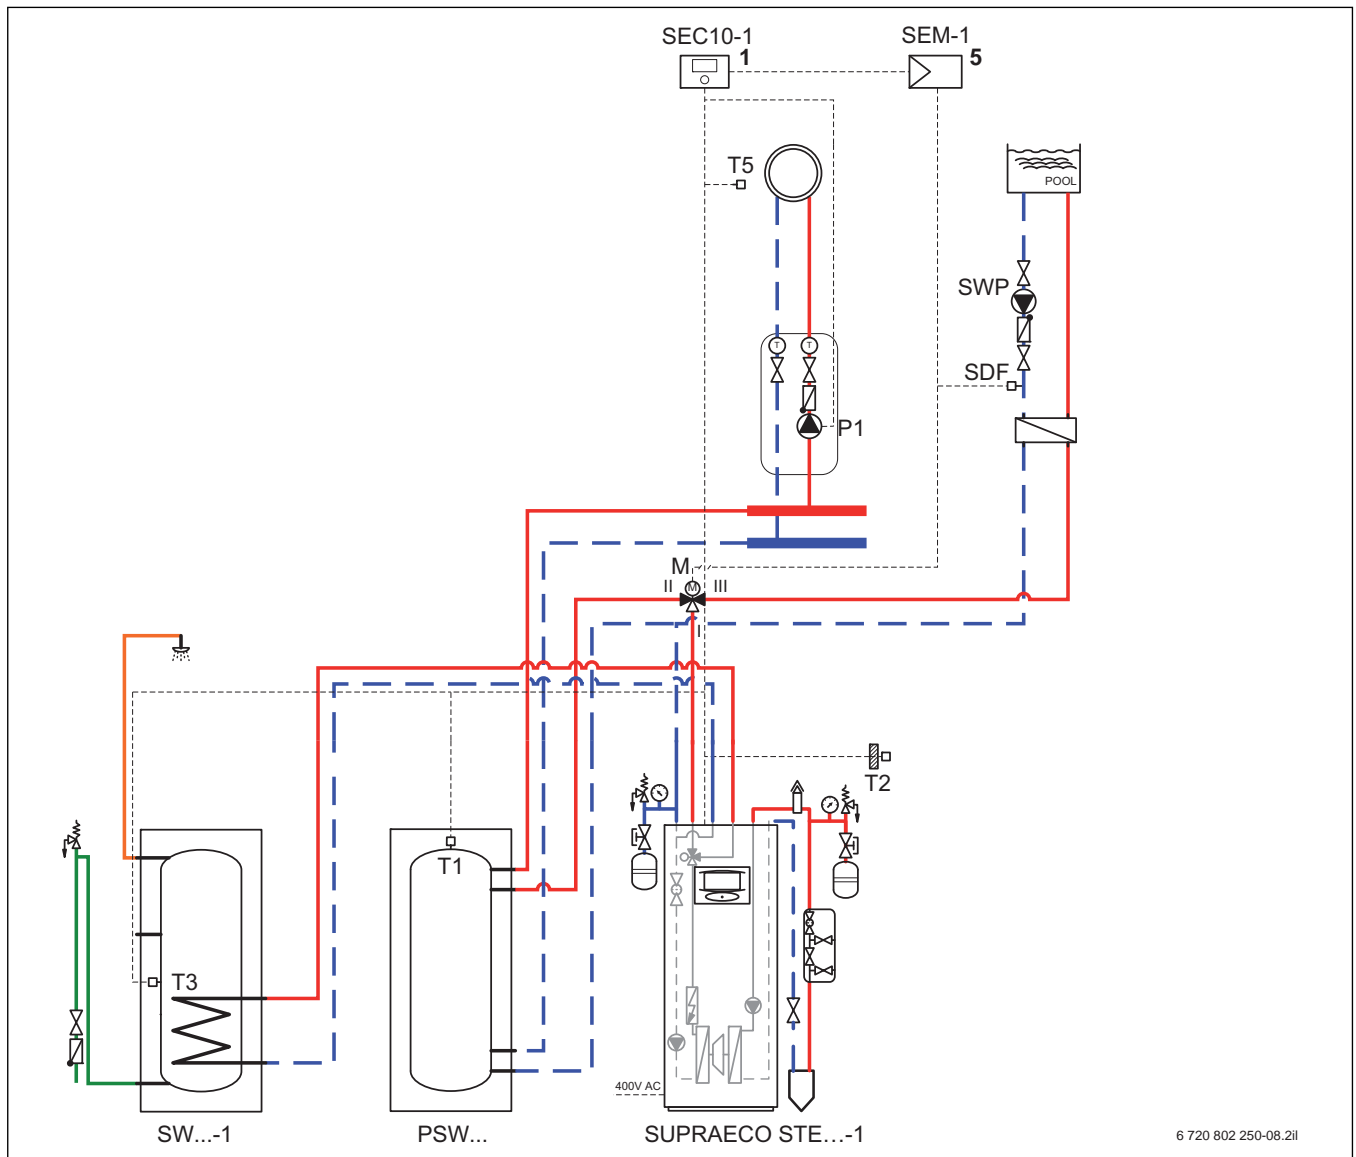 SEC10-1
1
SEM-1
5
T5
POOL
SWP
T
T
SDF
P1
M
II
M
III
I
T2
T1
T3
400V AC
SW...-1
PSW...
SUPRAECO STE...-1
6 720 802 250-08.2il